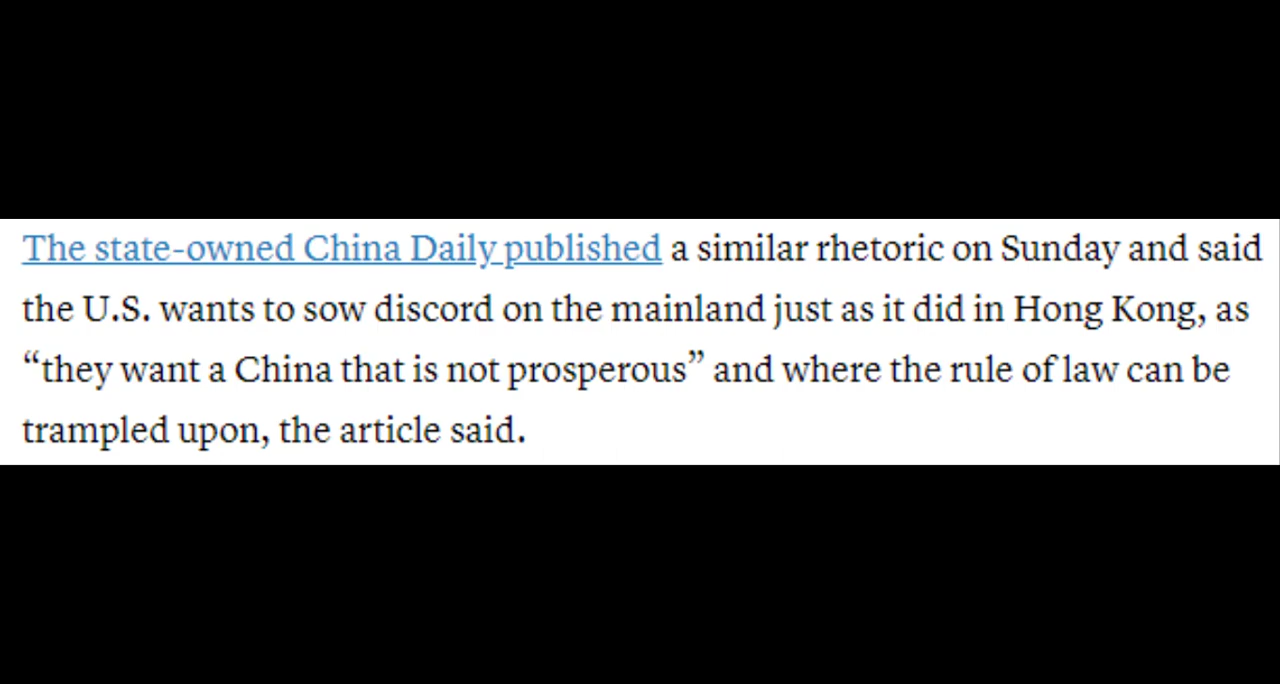 The state-owned China Daily published a similar rhetoric on Sunday and said
the U.S. wants to sow discord on the mainland just as it did in Hong Kong, as
“they want a China that is not prosperous” and where the rule of law can be
trampled upon, the article said.